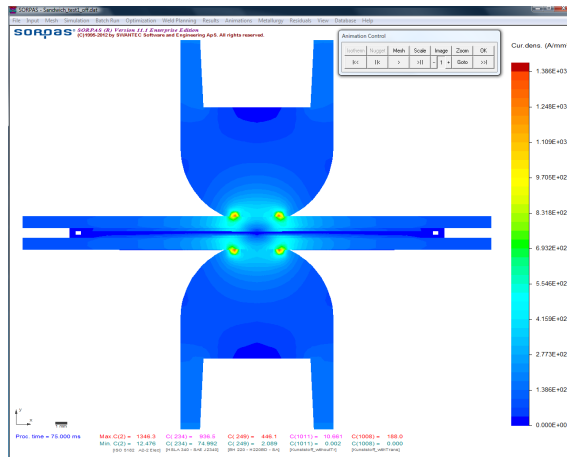 SORPAS - Sandwich_test1_off.det
File Input Mesh Simulation Batch Run Optimization Weld Planning Results Animations Metallurgy Residuals View Database Help
SORPAS® SORPAS (R) Version 11.1 Enterprise Edition
(C)1995-2012 by SWANTEC Software and Engineering ApS. All rights reserved.
Animation Control
Isotherm Nugget Mesh Scale Image Zoom OK
|<< ||< > >|| - 1 + Goto >>|
Cur.dens. (A/mm
1.386E+03
1.248E+03
1.109E+03
9.705E+02
8.318E+02
6.932E+02
5.546E+02
4.159E+02
2.773E+02
1.386E+02
0.000E+00
Y
x
1 mm
Proc. time = 75.000 ms
Max.C(2) = 1346.3 C( 234) = 936.5 C( 249) = 446.1 C(1011) = 10.661 C(1008) = 188.0
Min. C(2) = 12.476 C( 234) = 74.992 C( 249) = 2.089 C(1011) = 0.002 C(1008) = 0.000